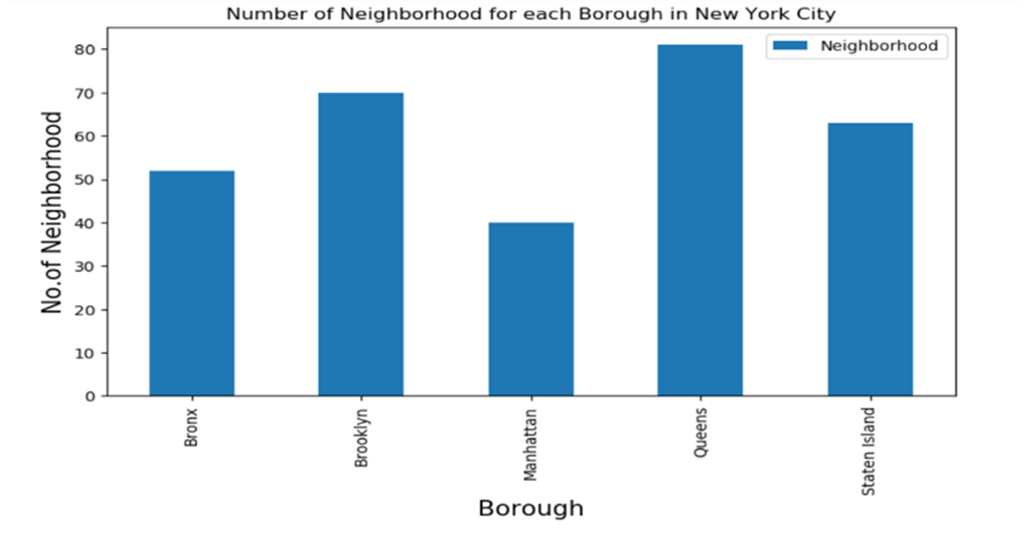 Number of Neighborhood for each Borough in New York City
Neighborhood
No.of Neighborhood
80
70
60
50
40
30
20
10
0
Bronx
Brooklyn
Manhattan
Queens
Staten Island
Borough